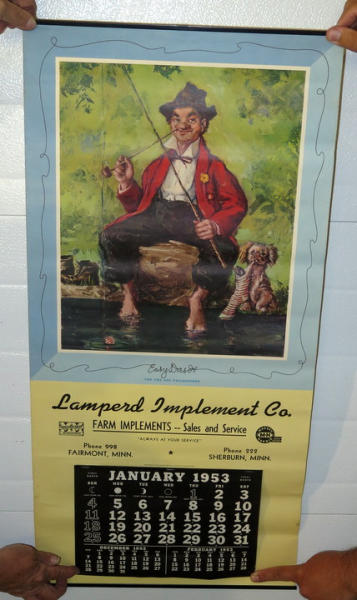 Easy Does It
Lamperd Implement Co.
FARM IMPLEMENTS -- Sales and Service
"ALWAYS AT YOUR SERVICE"
Phone 998
FAIRMONT, MINN.
Phone 222
SHERBURN, MINN.
JANUARY 1953
SUN MON TUE WED THU FRI SAT
1 2 3
4 5 6 7 8 9 10
11 12 13 14 15 16 17
18 19 20 21 22 23 24
25 26 27 28 29 30 31
DECEMBER 1952
FEBRUARY 1953